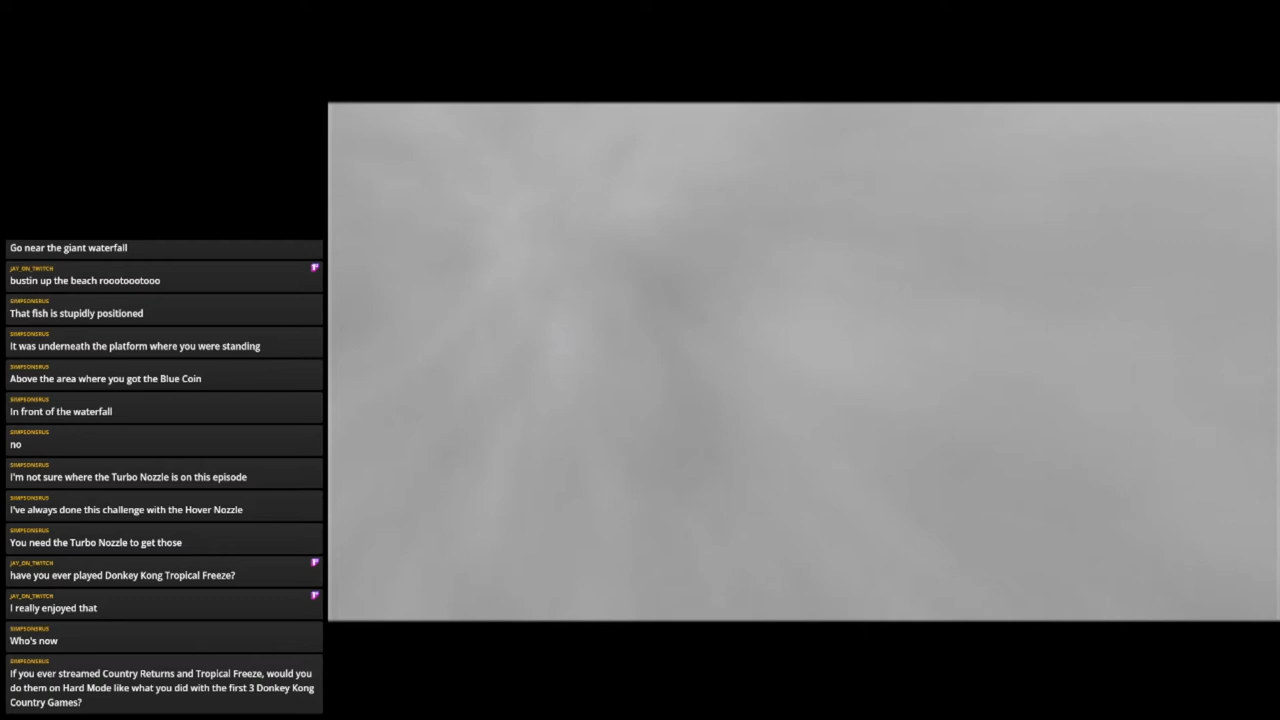 Go near the giant waterfall
JAY_ON_TWITCH
bustin up the beach roootoootooo
SIMPSONSRUS
That fish is stupidly positioned
SIMPSONSRUS
It was underneath the platform where you were standing
SIMPSONSRUS
Above the area where you got the Blue Coin
SIMPSONSRUS
In front of the waterfall
SIMPSONSRUS
no
SIMPSONSRUS
I'm not sure where the Turbo Nozzle is on this episode
SIMPSONSRUS
I've always done this challenge with the Hover Nozzle
SIMPSONSRUS
You need the Turbo Nozzle to get those
JAY_ON_TWITCH
have you ever played Donkey Kong Tropical Freeze?
JAY_ON_TWITCH
I really enjoyed that
SIMPSONSRUS
Who's now
SIMPSONSRUS
If you ever streamed Country Returns and Tropical Freeze, would you
do them on Hard Mode like what you did with the first 3 Donkey Kong
Country Games?